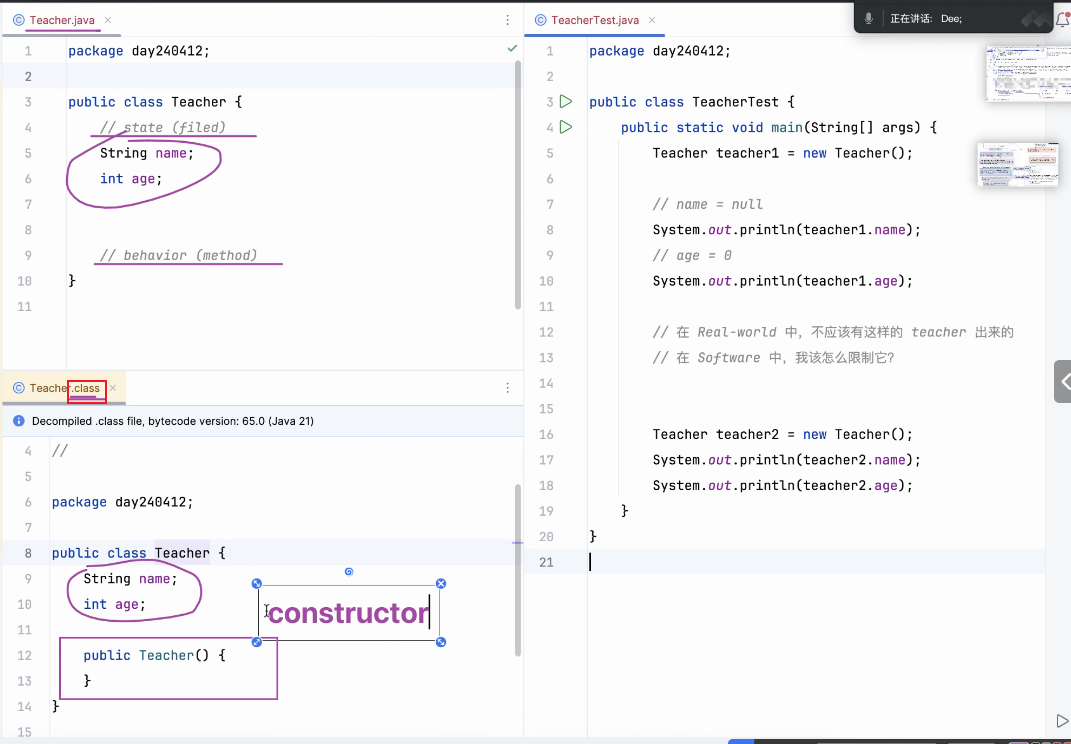 Teacher.java
1 package day240412;
2
3 public class Teacher {
4 // state (filed)
5 String name;
6 int age;
7
8
9 // behavior (method)
10 }
11
Teacher.class
Decompiled .class file, bytecode version: 65.0 (Java 21)
4 //
5
6 package day240412;
7
8 public class Teacher {
9 String name;
10 int age;
11
12 public Teacher() {
13 }
14 }
15
constructor
TeacherTest.java
正在讲话: Dee;
1 package day240412;
2
3 public class TeacherTest {
4 public static void main(String[] args) {
5 Teacher teacher1 = new Teacher();
6
7 // name = null
8 System.out.println(teacher1.name);
9 // age = 0
10 System.out.println(teacher1.age);
11
12 // 在 Real-world 中，不应该有这样的 teacher 出来的
13 // 在 Software 中，我该怎么限制它?
14
15
16 Teacher teacher2 = new Teacher();
17 System.out.println(teacher2.name);
18 System.out.println(teacher2.age);
19 }
20 }
21